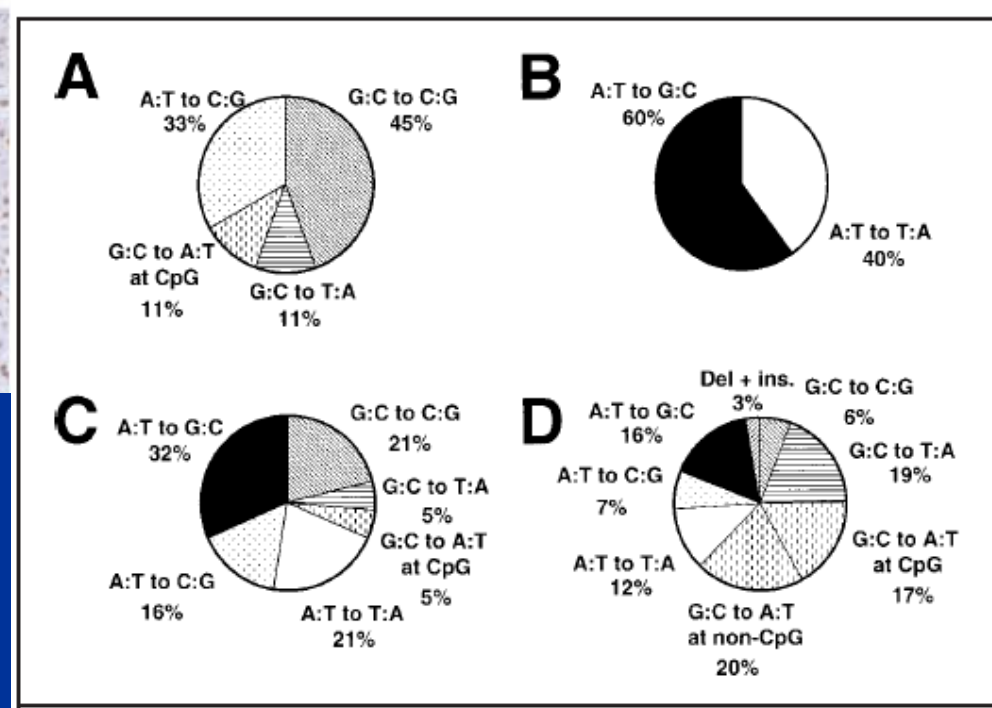 A
A:T to C:G
33%
G:C to C:G
45%
G:C to A:T
at CpG
11%
G:C to T:A
11%
B
A:T to G:C
60%
A:T to T:A
40%
C
A:T to G:C
32%
G:C to C:G
21%
G:C to T:A
5%
G:C to A:T
at CpG
5%
A:T to C:G
16%
A:T to T:A
21%
D
Del + ins.
3%
G:C to C:G
6%
A:T to G:C
16%
G:C to T:A
19%
A:T to C:G
7%
G:C to A:T
at CpG
17%
A:T to T:A
12%
G:C to A:T
at non-CpG
20%